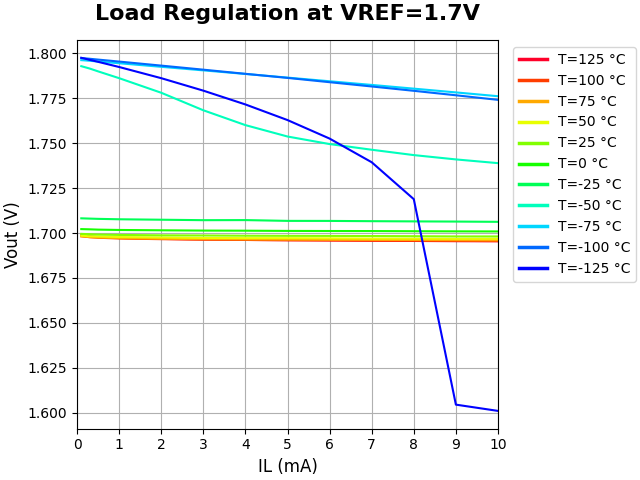 Load Regulation at VREF=1.7V
Vout (V)
1.800
1.775
1.750
1.725
1.700
1.675
1.650
1.625
1.600
0 1 2 3 4 5 6 7 8 9 10
IL (mA)
T=125 °C
T=100 °C
T=75 °C
T=50 °C
T=25 °C
T=0 °C
T=-25 °C
T=-50 °C
T=-75 °C
T=-100 °C
T=-125 °C